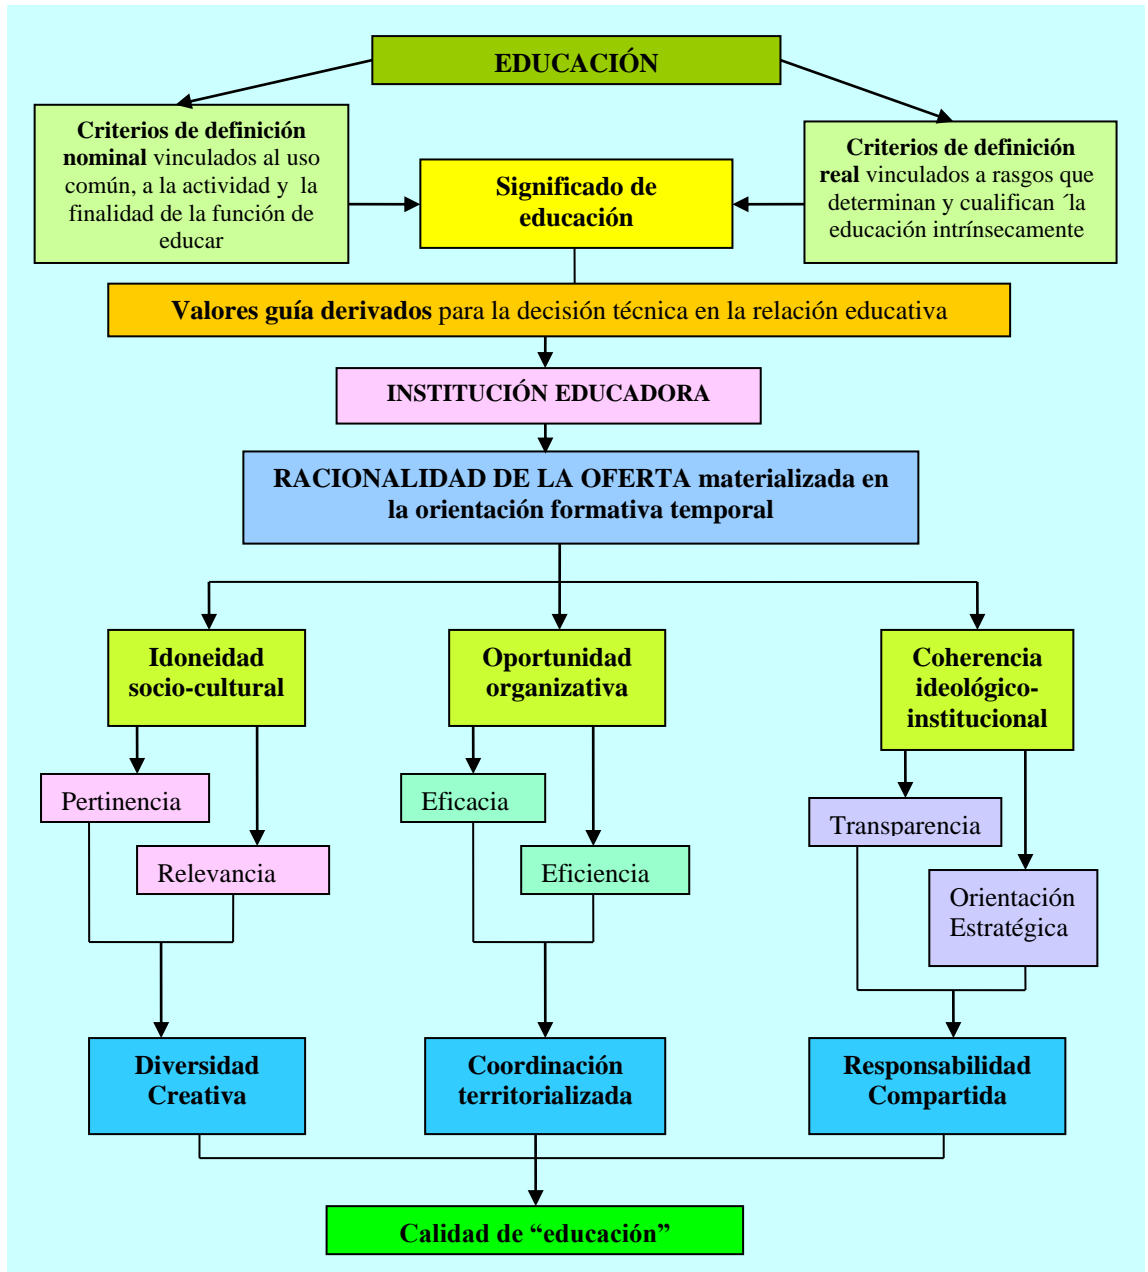 EDUCACIÓN
Criterios de definición
nominal vinculados al uso
común, a la actividad y la
finalidad de la función de
educar
Significado de
educación
Criterios de definición
real vinculados a rasgos que
determinan y cualifican ´la
educación intrínsecamente
Valores guía derivados para la decisión técnica en la relación educativa
INSTITUCIÓN EDUCADORA
RACIONALIDAD DE LA OFERTA materializada en
la orientación formativa temporal
Idoneidad
socio-cultural
Oportunidad
organizativa
Coherencia
ideológico-
institucional
Pertinencia
Relevancia
Eficacia
Eficiencia
Transparencia
Orientación
Estratégica
Diversidad
Creativa
Coordinación
territorializada
Responsabilidad
Compartida
Calidad de “educación”